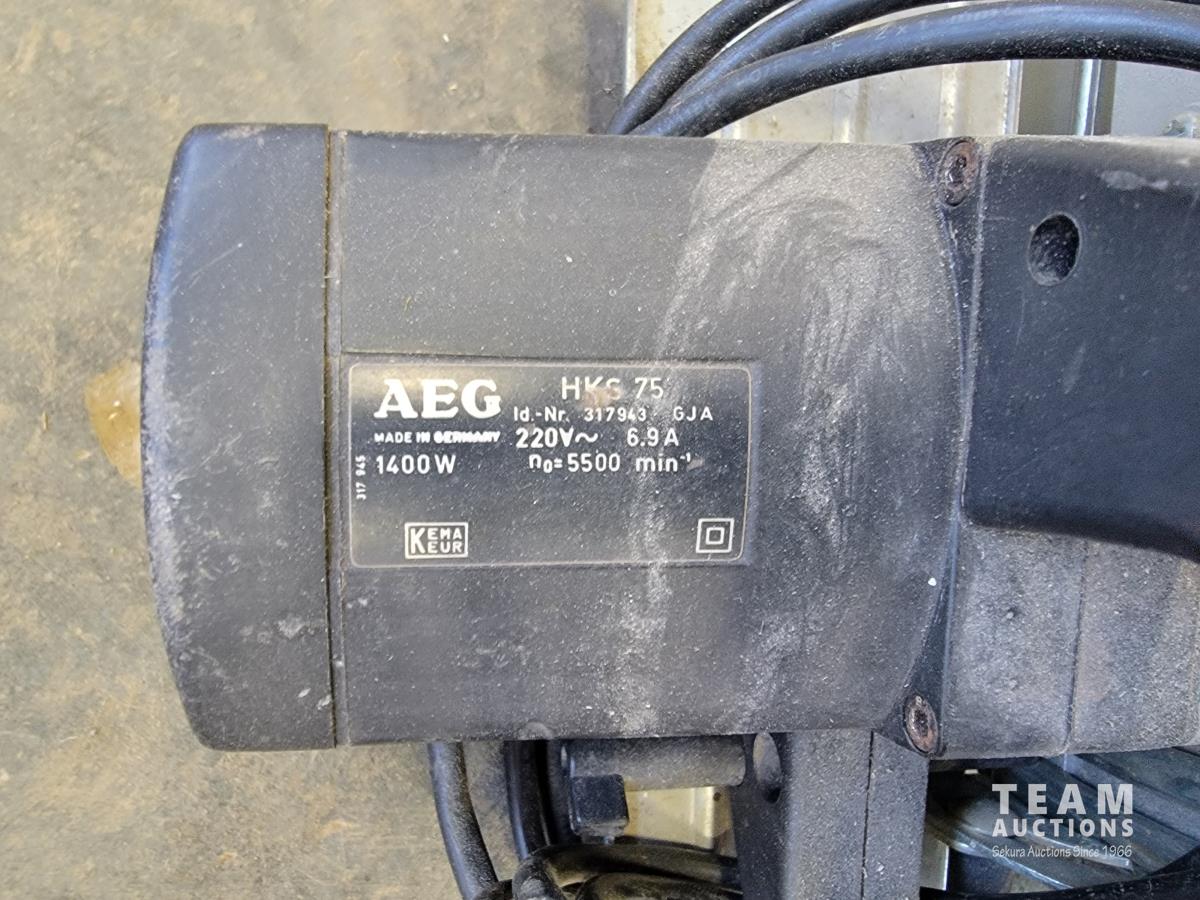 AEG HKS 75
Id.-Nr. 317943 GJA
MADE IN GERMANY 220V~ 6.9A
1400W n₀=5500 min⁻¹
317 945
KEMA
KEUR
TEAM
AUCTIONS
Sekura Auctions Since 1966